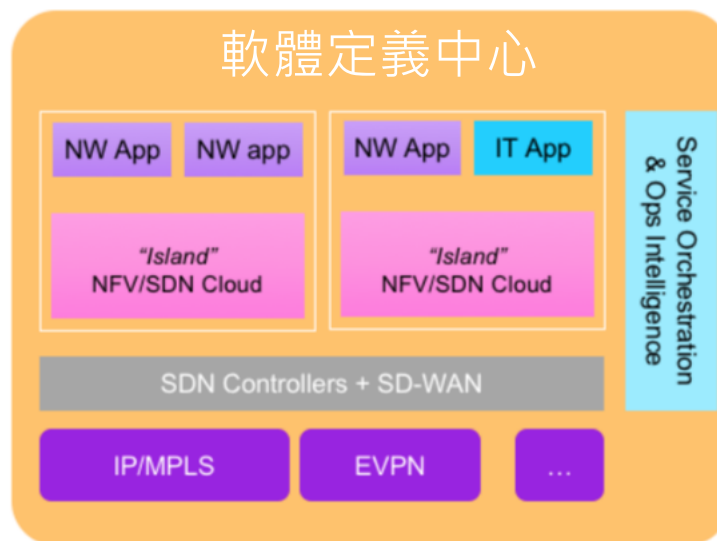 軟體定義中心
NW App
NW app
"Island"
NFV/SDN Cloud
NW App
IT App
"Island"
NFV/SDN Cloud
Service Orchestration
& Ops Intelligence
SDN Controllers + SD-WAN
IP/MPLS
EVPN
...